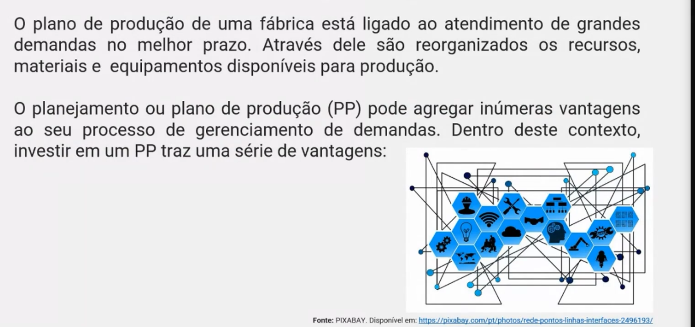 O plano de produção de uma fábrica está ligado ao atendimento de grandes
demandas no melhor prazo. Através dele são reorganizados os recursos,
materiais e equipamentos disponíveis para produção.
O planejamento ou plano de produção (PP) pode agregar inúmeras vantagens
ao seu processo de gerenciamento de demandas. Dentro deste contexto,
investir em um PP traz uma série de vantagens:
Fonte: PIXABAY. Disponível em: https://pixabay.com/pt/photos/rede-pontos-linhas-interfaces-2496193/